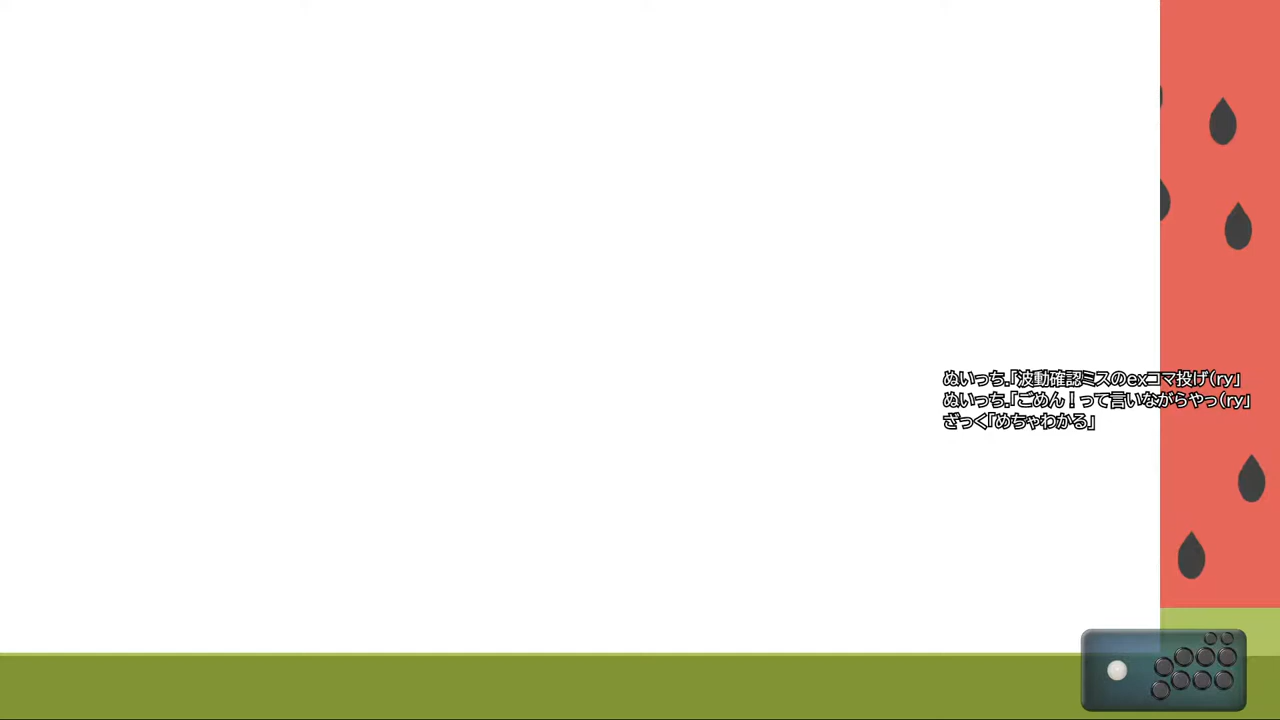 ぬいっち.「波動確認ミスのexコマ投げ(ry」
ぬいっち.「ごめん！って言いながらやっ(ry」
ざっく「めちゃわかる」